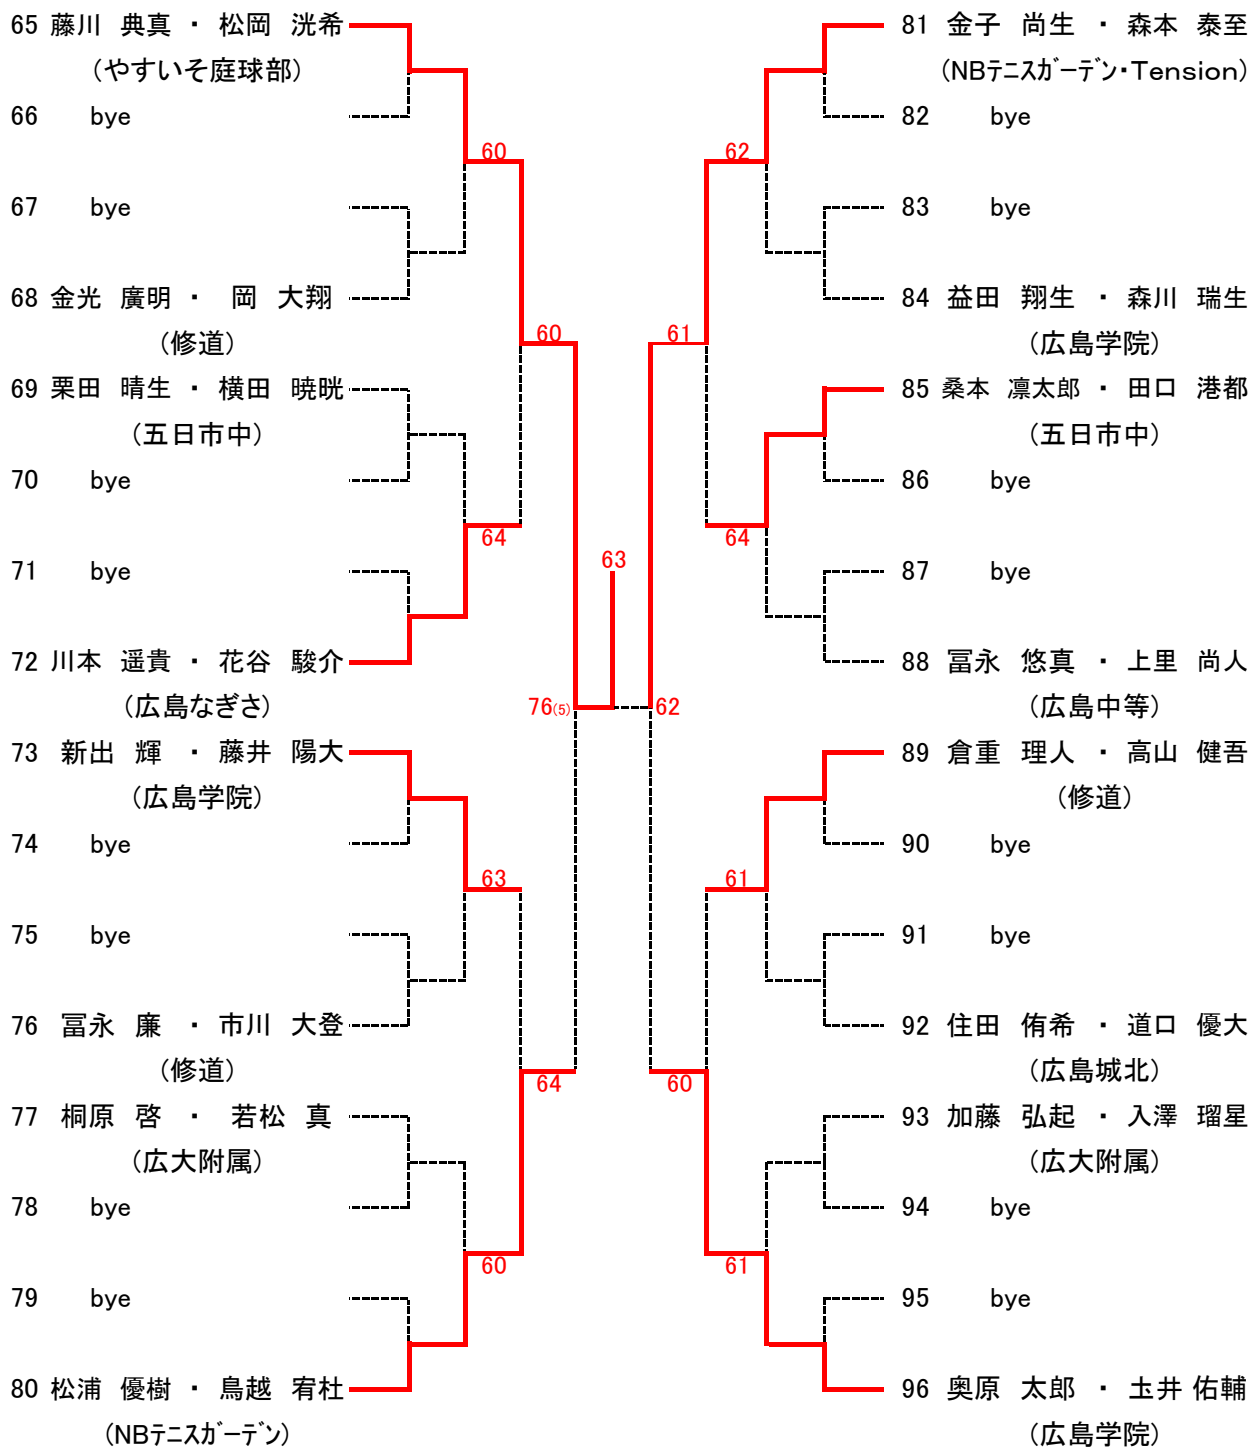 65 藤川 典真 ・ 松岡 洸希
(やすいそ庭球部)
66 bye
67 bye
68 金光 廣明 ・ 岡 大翔
(修道)
69 栗田 晴生 ・ 横田 暁晄
(五日市中)
70 bye
71 bye
72 川本 遥貴 ・ 花谷 駿介
(広島なぎさ)
73 新出 輝 ・ 藤井 陽大
(広島学院)
74 bye
75 bye
76 冨永 廉 ・ 市川 大登
(修道)
77 桐原 啓 ・ 若松 真
(広大附属)
78 bye
79 bye
80 松浦 優樹 ・ 鳥越 宥杜
(NBテニスガーデン)
60
60
64
76(5)
63
64
60
63
62
61
64
62
61
60
61
81 金子 尚生 ・ 森本 泰至
(NBテニスガーデン・Tension)
82 bye
83 bye
84 益田 翔生 ・ 森川 瑞生
(広島学院)
85 桑本 凛太郎 ・ 田口 港都
(五日市中)
86 bye
87 bye
88 冨永 悠真 ・ 上里 尚人
(広島中等)
89 倉重 理人 ・ 高山 健吾
(修道)
90 bye
91 bye
92 住田 侑希 ・ 道口 優大
(広島城北)
93 加藤 弘起 ・ 入澤 瑠星
(広大附属)
94 bye
95 bye
96 奥原 太郎 ・ 圡井 佑輔
(広島学院)